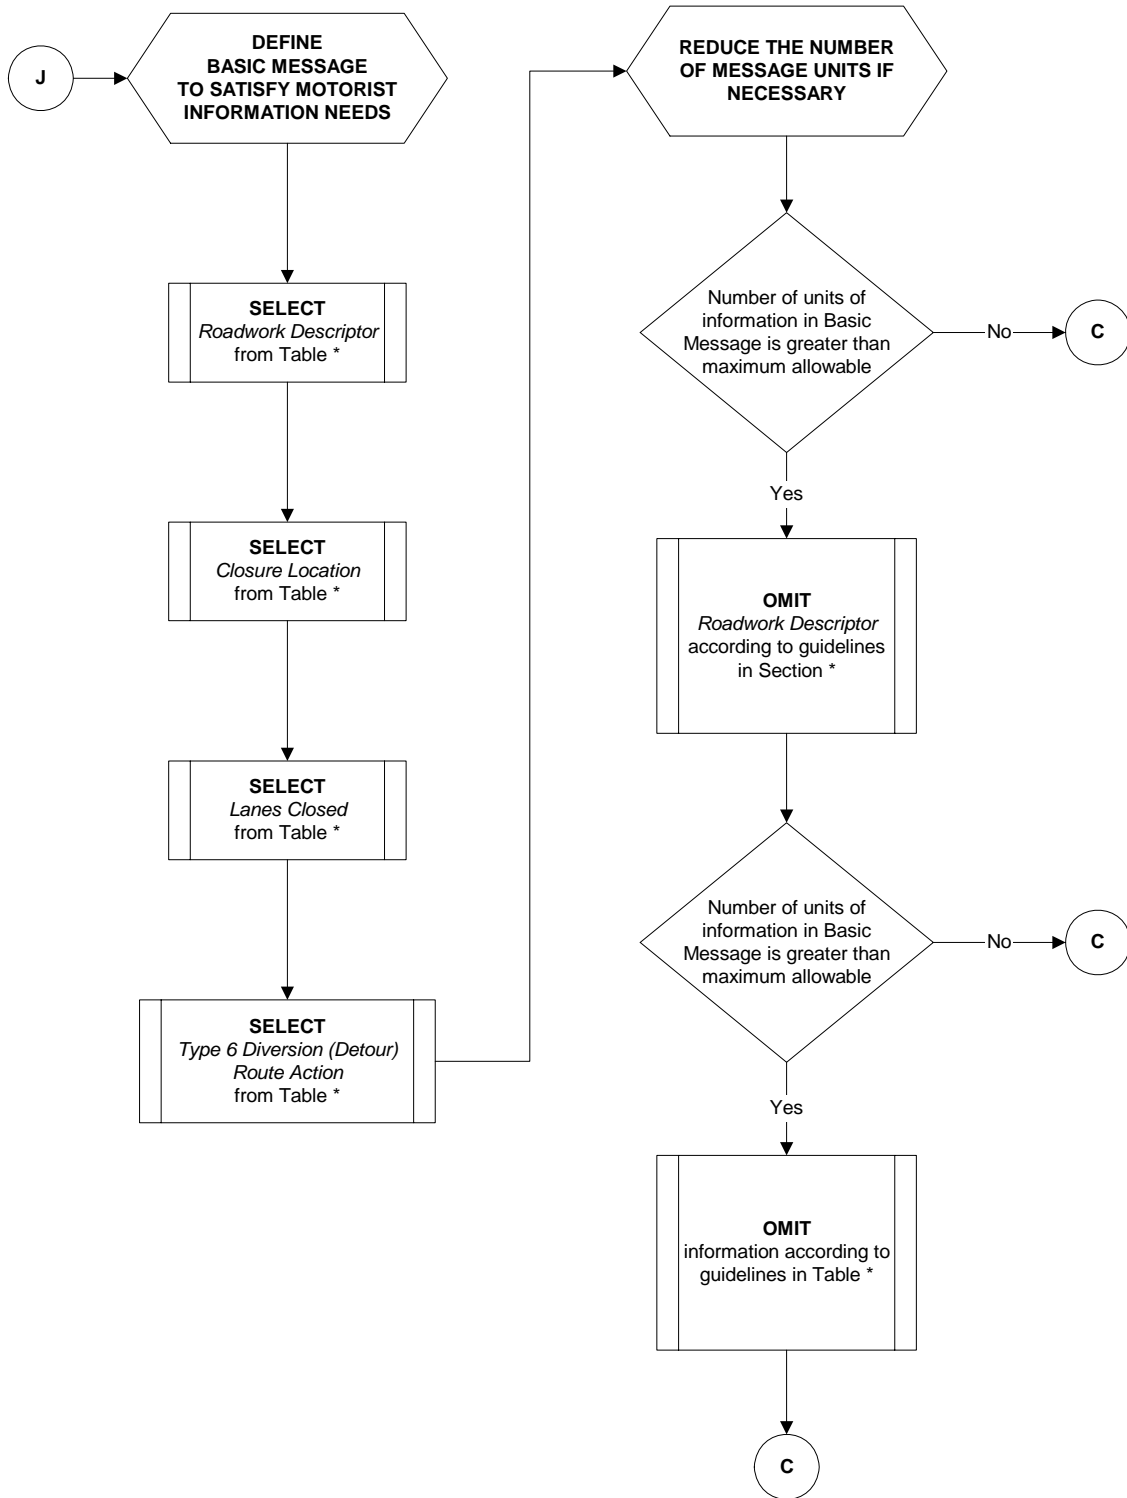 J
DEFINE
BASIC MESSAGE
TO SATISFY MOTORIST
INFORMATION NEEDS
SELECT
Roadwork Descriptor
from Table *
SELECT
Closure Location
from Table *
SELECT
Lanes Closed
from Table *
SELECT
Type 6 Diversion (Detour)
Route Action
from Table *
REDUCE THE NUMBER
OF MESSAGE UNITS IF
NECESSARY
Number of units of
information in Basic
Message is greater than
maximum allowable
No
C
Yes
OMIT
Roadwork Descriptor
according to guidelines
in Section *
Number of units of
information in Basic
Message is greater than
maximum allowable
No
C
Yes
OMIT
information according to
guidelines in Table *
C